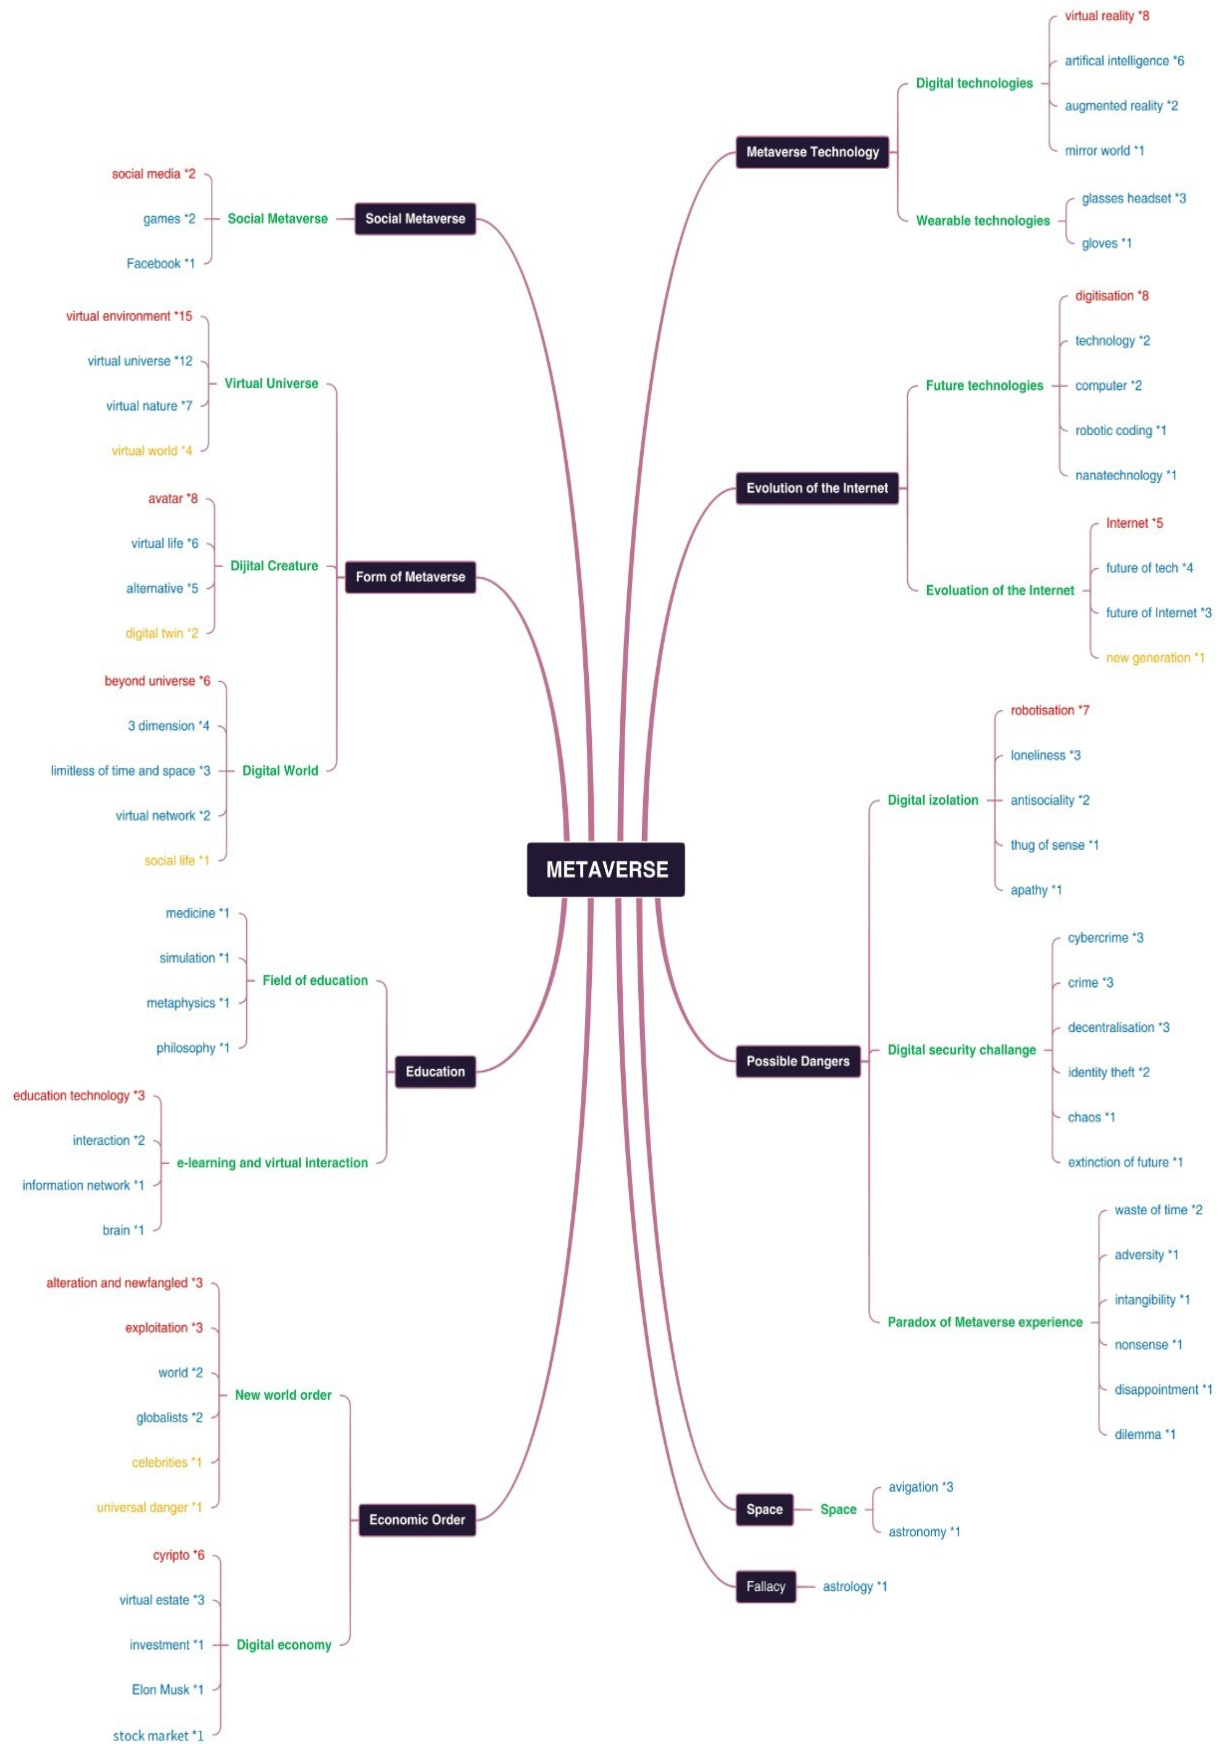 METAVERSE
Social Metaverse
Social Metaverse
social media *2
games *2
Facebook *1
Form of Metaverse
Virtual Universe
virtual environment *15
virtual universe *12
virtual nature *7
virtual world *4
Dijital Creature
avatar *8
virtual life *6
alternative *5
digital twin *2
Digital World
beyond universe *6
3 dimension *4
limitless of time and space *3
virtual network *2
social life *1
Education
Field of education
medicine *1
simulation *1
metaphysics *1
philosophy *1
e-learning and virtual interaction
education technology *3
interaction *2
information network *1
brain *1
Economic Order
New world order
alteration and newfangled *3
exploitation *3
world *2
globalists *2
celebrities *1
universal danger *1
Digital economy
cyripto *6
virtual estate *3
investment *1
Elon Musk *1
stock market *1
Metaverse Technology
Digital technologies
virtual reality *8
artifical intelligence *6
augmented reality *2
mirror world *1
Wearable technologies
glasses headset *3
gloves *1
Evolution of the Internet
Future technologies
digitisation *8
technology *2
computer *2
robotic coding *1
nanatechnology *1
Evoluation of the Internet
Internet *5
future of tech *4
future of Internet *3
new generation *1
Possible Dangers
Digital izolation
robotisation *7
loneliness *3
antisociality *2
thug of sense *1
apathy *1
Digital security challange
cybercrime *3
crime *3
decentralisation *3
identity theft *2
chaos *1
extinction of future *1
Paradox of Metaverse experience
waste of time *2
adversity *1
intangibility *1
nonsense *1
disappointment *1
dilemma *1
Space
Space
avigation *3
astronomy *1
Fallacy
astrology *1